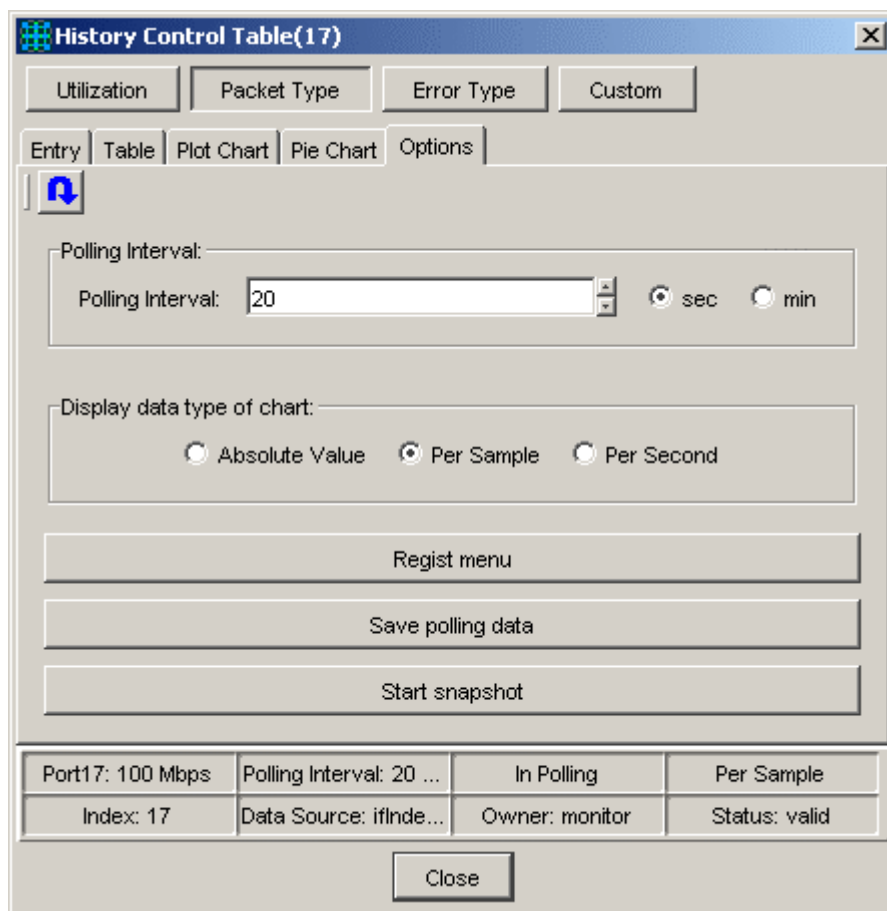 History Control Table(17)
Utilization Packet Type Error Type Custom
Entry Table Plot Chart Pie Chart Options
Polling Interval:
Polling Interval: 20 sec min
Display data type of chart:
Absolute Value Per Sample Per Second
Regist menu
Save polling data
Start snapshot
Port17: 100 Mbps Polling Interval: 20 ... In Polling Per Sample
Index: 17 Data Source: ifInde... Owner: monitor Status: valid
Close